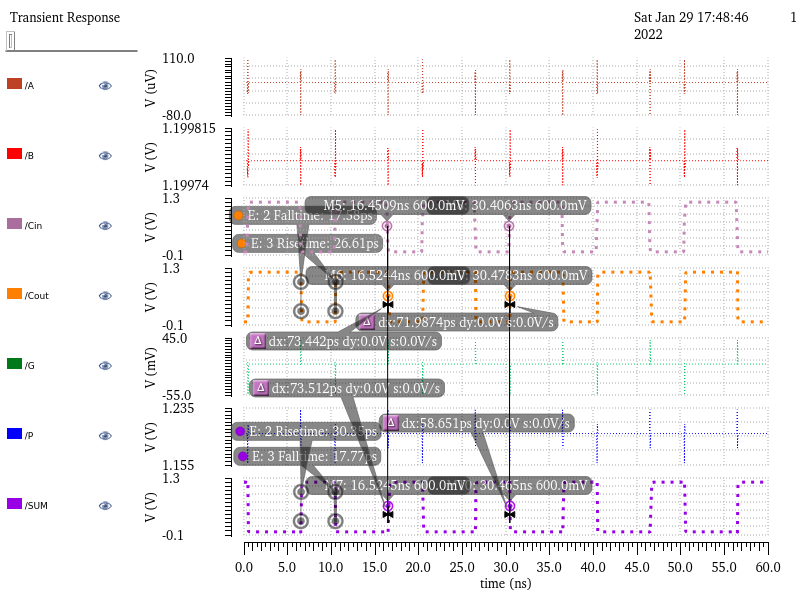 Transient Response
Sat Jan 29 17:48:46 2022
1
/A
V (uV)
110.0
-80.0
/B
V (V)
1.199815
1.19974
/Cin
V (V)
1.3
-0.1
M5: 16.4509ns 600.0mV
30.4063ns 600.0mV
E: 2 Falltime: 17.58ps
E: 3 Risetime: 26.61ps
/Cout
V (V)
1.3
-0.1
16.5244ns 600.0mV
30.4783ns 600.0mV
dx:71.9874ps dy:0.0V s:0.0V/s
dx:73.442ps dy:0.0V s:0.0V/s
/G
V (mV)
45.0
-55.0
dx:73.512ps dy:0.0V s:0.0V/s
/P
V (V)
1.235
1.155
dx:58.651ps dy:0.0V s:0.0V/s
E: 2 Risetime: 30.35ps
E: 3 Falltime: 17.77ps
/SUM
V (V)
1.3
-0.1
M7: 16.5245ns 600.0mV
30.465ns 600.0mV
0.0 5.0 10.0 15.0 20.0 25.0 30.0 35.0 40.0 45.0 50.0 55.0 60.0
time (ns)